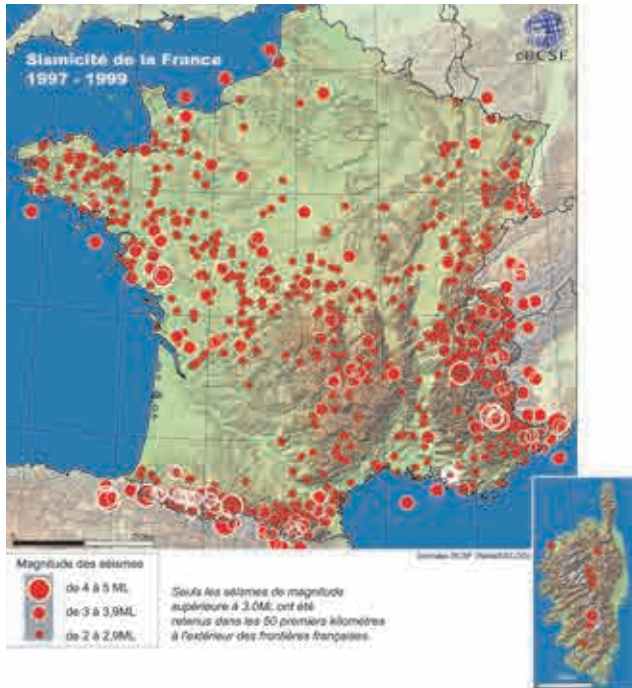 Sismicité de la France
1997 - 1999
BCSF
Magnitude des séismes
de 4 à 5 ML
de 3 à 3,9ML
de 2 à 2,9ML
Seuls les séismes de magnitude
supérieure à 3.0ML ont été
retenus dans les 50 premiers kilomètres
à l'extérieur des frontières françaises.